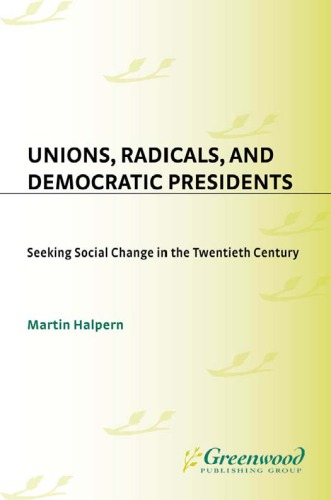 UNIONS, RADICALS, AND
DEMOCRATIC PRESIDENTS
Seeking Social Change in the Twentieth Century
Martin Halpern
Greenwood
PUBLISHING GROUP